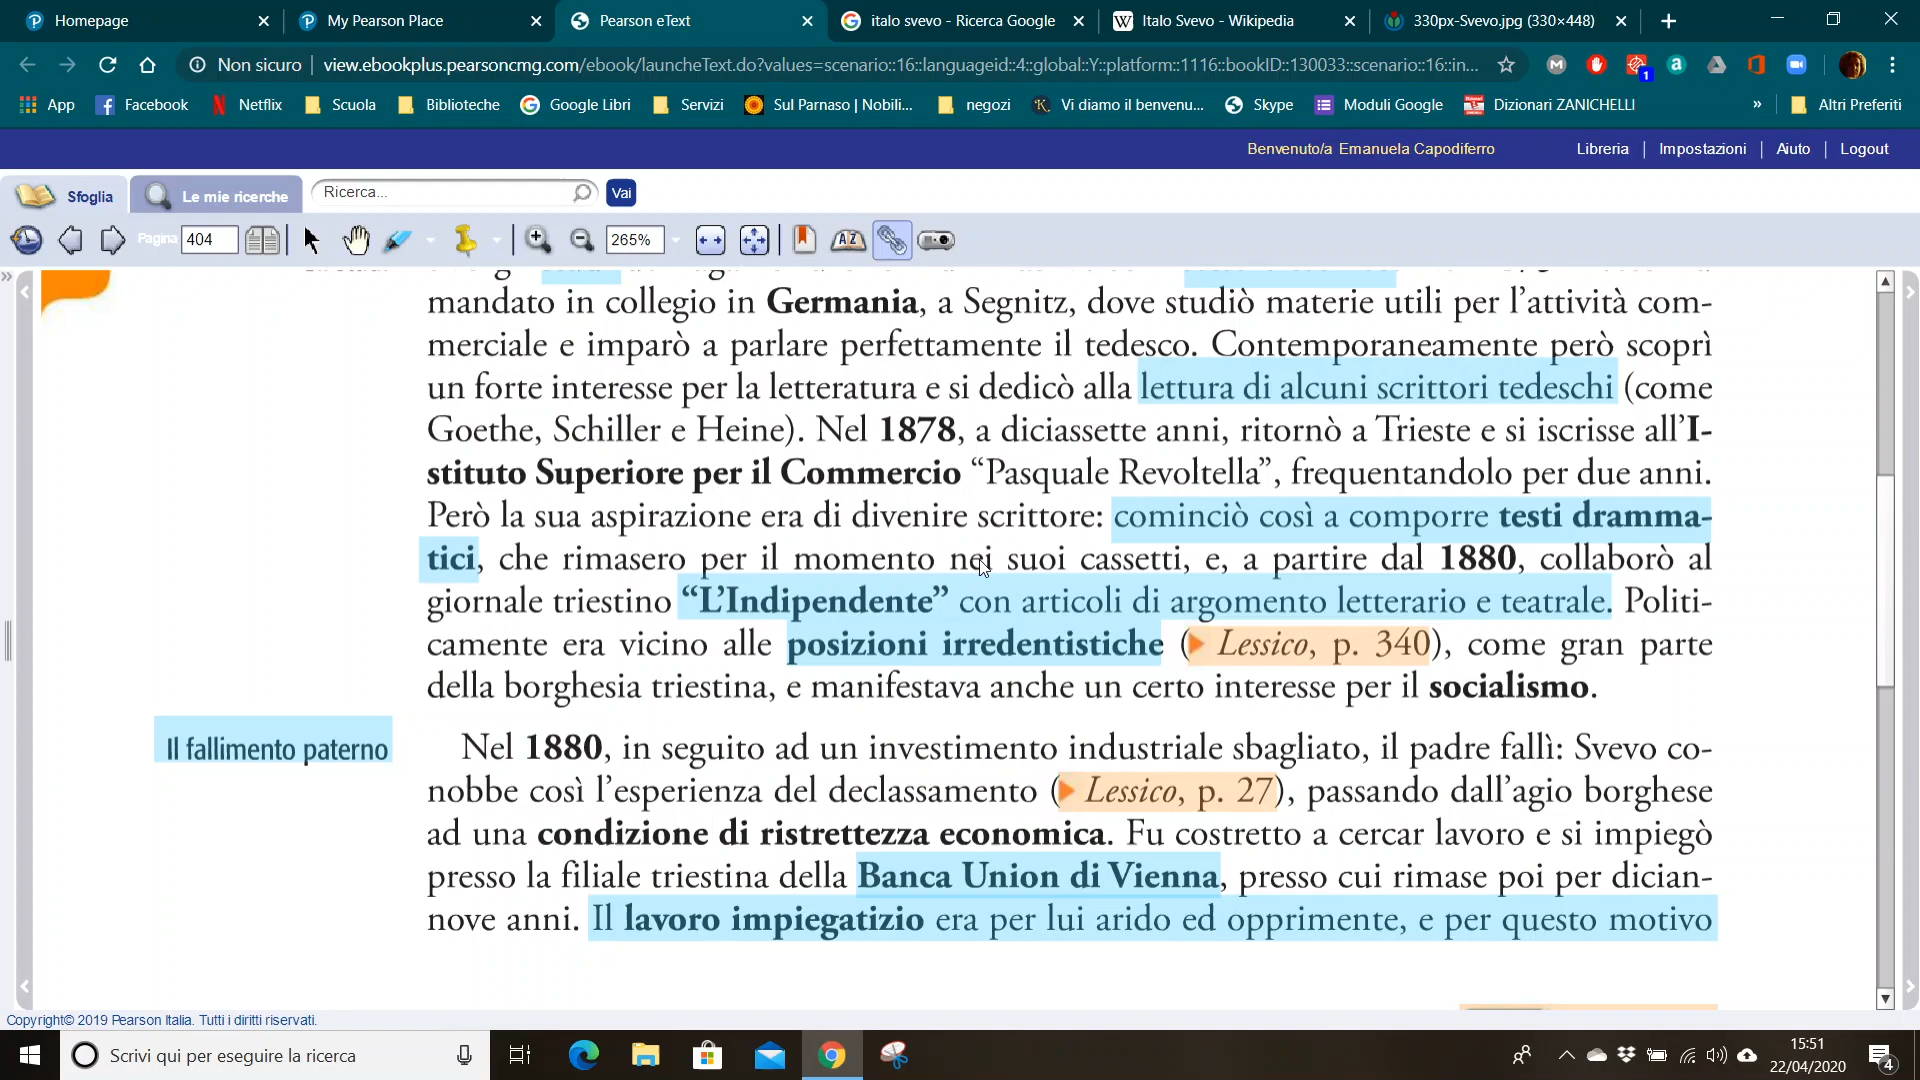 Homepage
My Pearson Place
Pearson eText
italo svevo - Ricerca Google
Italo Svevo - Wikipedia
330px-Svevo.jpg (330×448)
Non sicuro
view.ebookplus.pearsoncmg.com/ebook/launcheText.do?values=scenario::16::languageid::4::global::Y::platform::1116::bookID::130033::scenario::16::in...
1
App
Facebook
Netflix
Scuola
Biblioteche
Google Libri
Servizi
Sul Parnaso | Nobili...
negozi
Vi diamo il benvenu...
Skype
Moduli Google
Dizionari ZANICHELLI
»
Altri Preferiti
Benvenuto/a Emanuela Capodiferro
Libreria | Impostazioni | Aiuto | Logout
Sfoglia
Le mie ricerche
Ricerca...
Vai
Pagina
404
265%
mandato in collegio in Germania, a Segnitz, dove studiò materie utili per l’attività com-
merciale e imparò a parlare perfettamente il tedesco. Contemporaneamente però scoprì
un forte interesse per la letteratura e si dedicò alla lettura di alcuni scrittori tedeschi (come
Goethe, Schiller e Heine). Nel 1878, a diciassette anni, ritornò a Trieste e si iscrisse all’I-
stituto Superiore per il Commercio “Pasquale Revoltella”, frequentandolo per due anni.
Però la sua aspirazione era di divenire scrittore: cominciò così a comporre testi dramma-
tici, che rimasero per il momento nei suoi cassetti, e, a partire dal 1880, collaborò al
giornale triestino “L’Indipendente” con articoli di argomento letterario e teatrale. Politi-
camente era vicino alle posizioni irredentistiche (▶ Lessico, p. 340), come gran parte
della borghesia triestina, e manifestava anche un certo interesse per il socialismo.
Il fallimento paterno
Nel 1880, in seguito ad un investimento industriale sbagliato, il padre fallì: Svevo co-
nobbe così l’esperienza del declassamento (▶ Lessico, p. 27), passando dall’agio borghese
ad una condizione di ristrettezza economica. Fu costretto a cercar lavoro e si impiegò
presso la filiale triestina della Banca Union di Vienna, presso cui rimase poi per dician-
nove anni. Il lavoro impiegatizio era per lui arido ed opprimente, e per questo motivo
Copyright© 2019 Pearson Italia. Tutti i diritti riservati.
Scrivi qui per eseguire la ricerca
15:51
22/04/2020
4